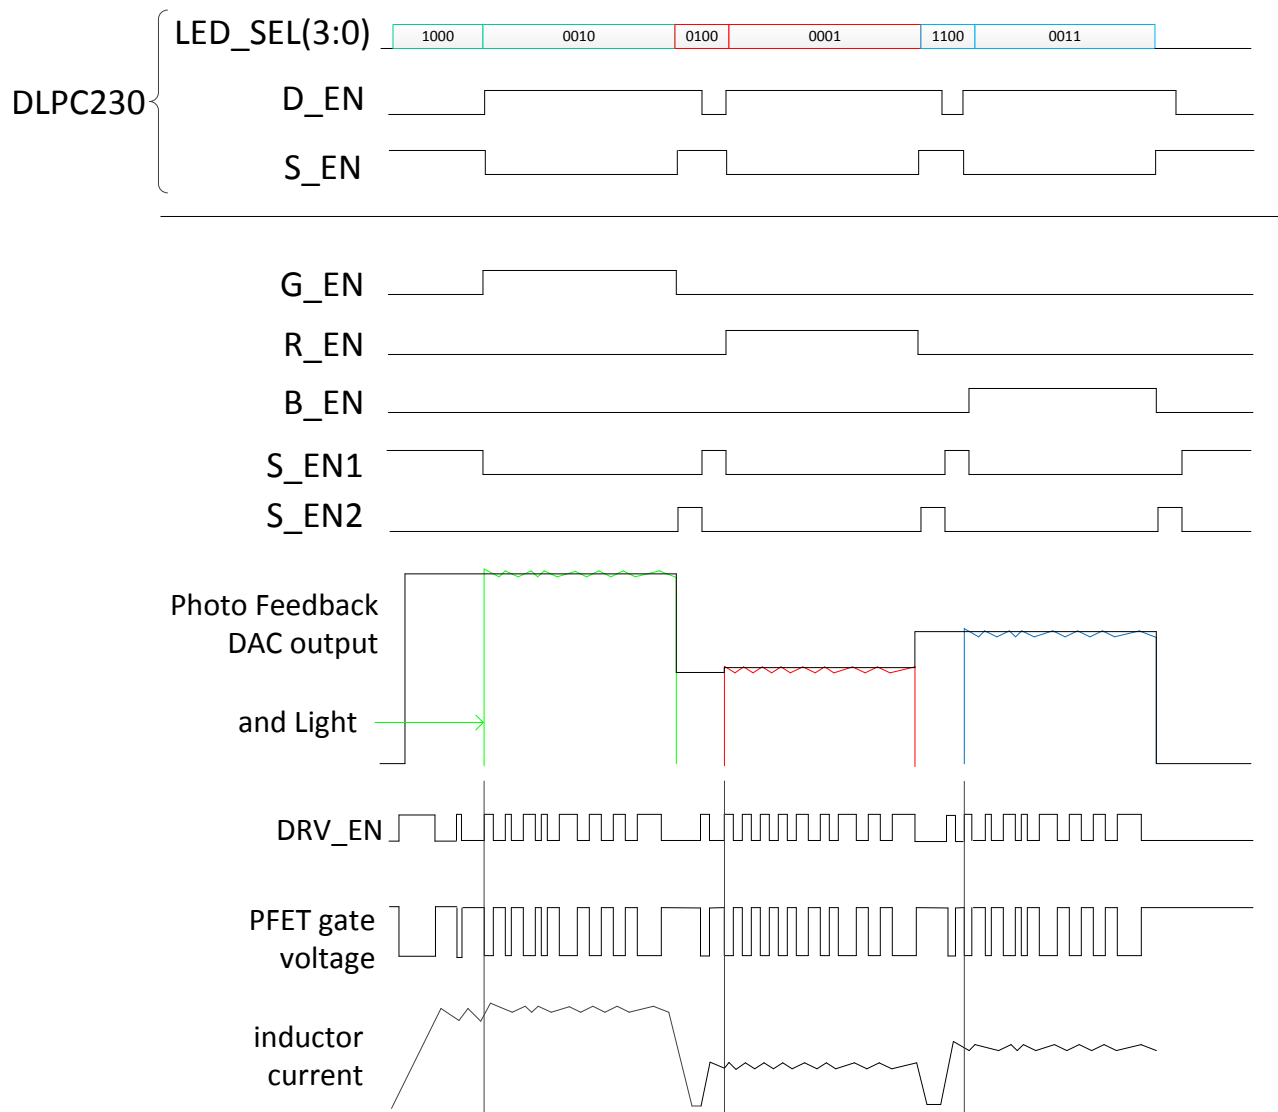 LED_SEL(3:0)
1000 0010 0100 0001 1100 0011
DLPC230
D_EN
S_EN
G_EN
R_EN
B_EN
S_EN1
S_EN2
Photo Feedback
DAC output
and Light
DRV_EN
PFET gate
voltage
inductor
current